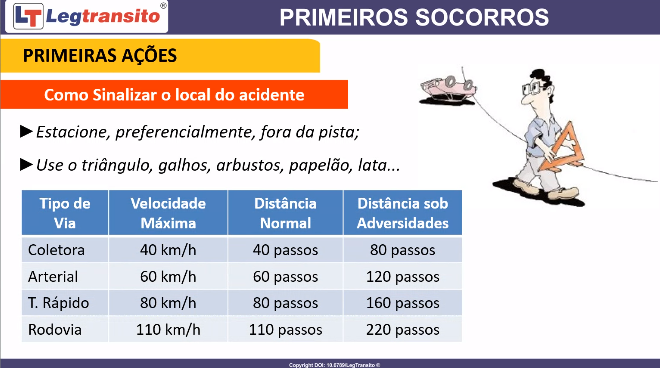 LT Legtransito®
PRIMEIROS SOCORROS
PRIMEIRAS AÇÕES
Como Sinalizar o local do acidente
►Estacione, preferencialmente, fora da pista;
►Use o triângulo, galhos, arbustos, papelão, lata...
Tipo de Via Velocidade Máxima Distância Normal Distância sob Adversidades
Coletora 40 km/h 40 passos 80 passos
Arterial 60 km/h 60 passos 120 passos
T. Rápido 80 km/h 80 passos 160 passos
Rodovia 110 km/h 110 passos 220 passos
Copyright DOI: 10.6789/LegTransito ©